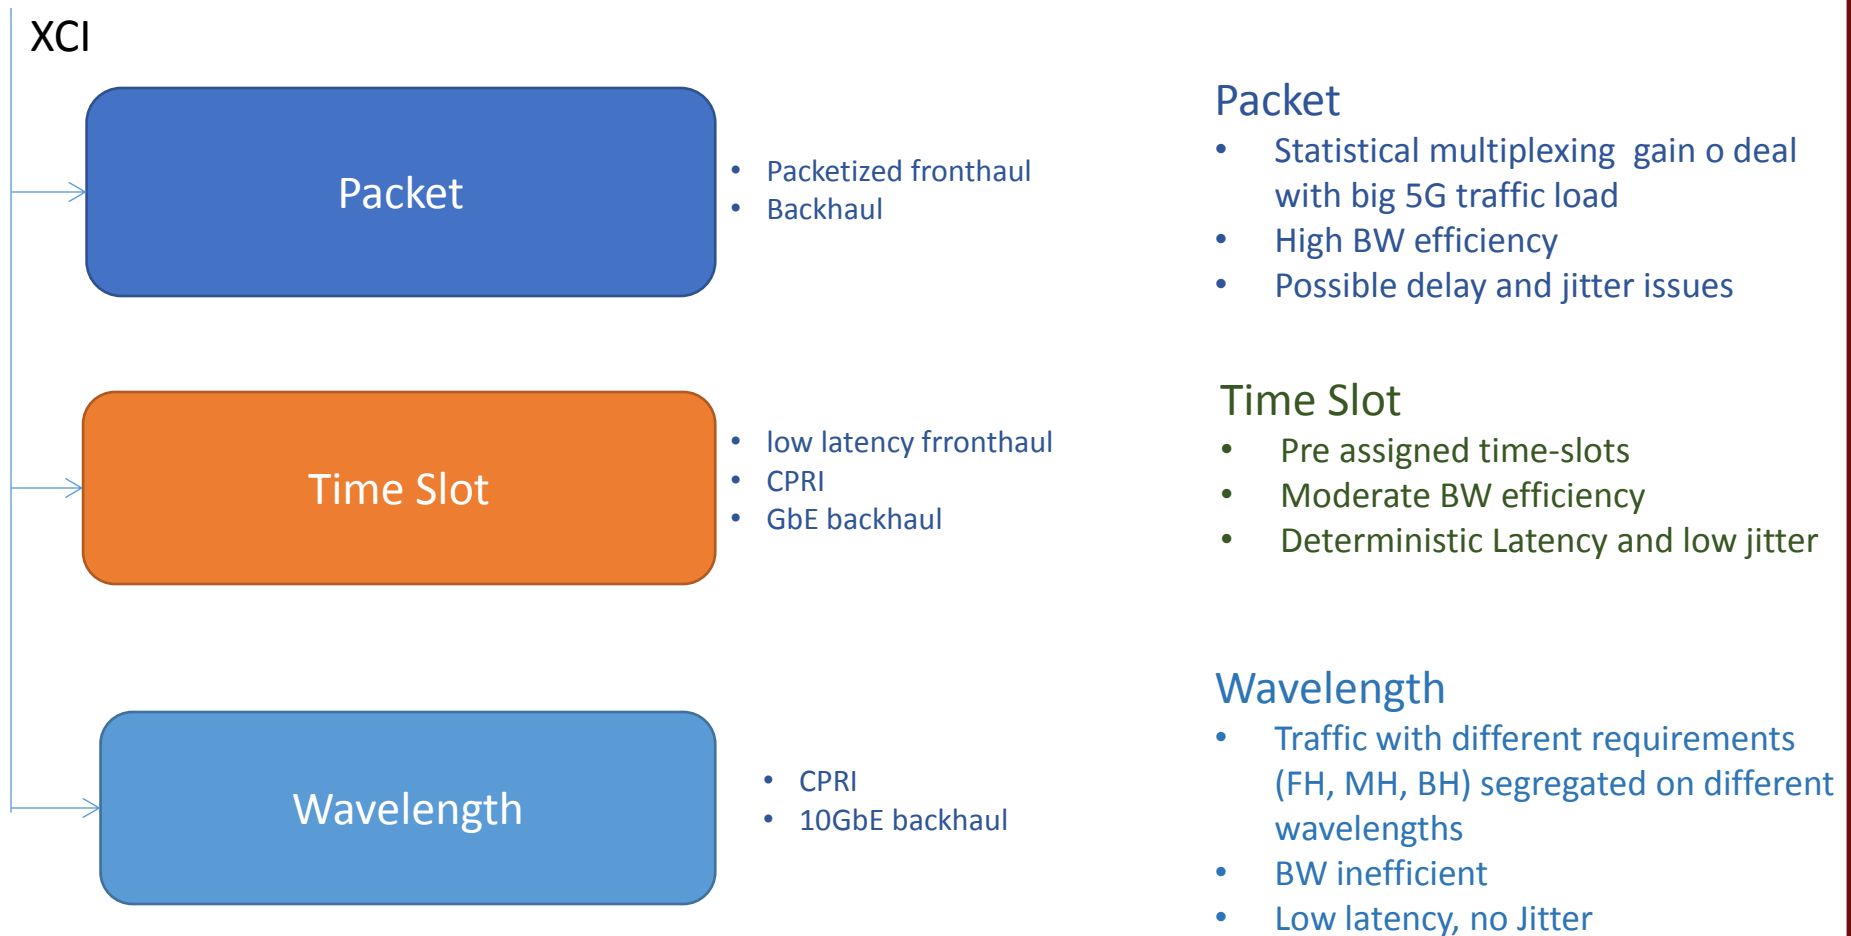 XCI
Packet
• Packetized fronthaul
• Backhaul
Packet
• Statistical multiplexing  gain o deal
with big 5G traffic load
• High BW efficiency
• Possible delay and jitter issues
Time Slot
• low latency frronthaul
• CPRI
• GbE backhaul
Time Slot
• Pre assigned time-slots
• Moderate BW efficiency
• Deterministic Latency and low jitter
Wavelength
• CPRI
• 10GbE backhaul
Wavelength
• Traffic with different requirements
(FH, MH, BH) segregated on different
wavelengths
• BW inefficient
• Low latency, no Jitter